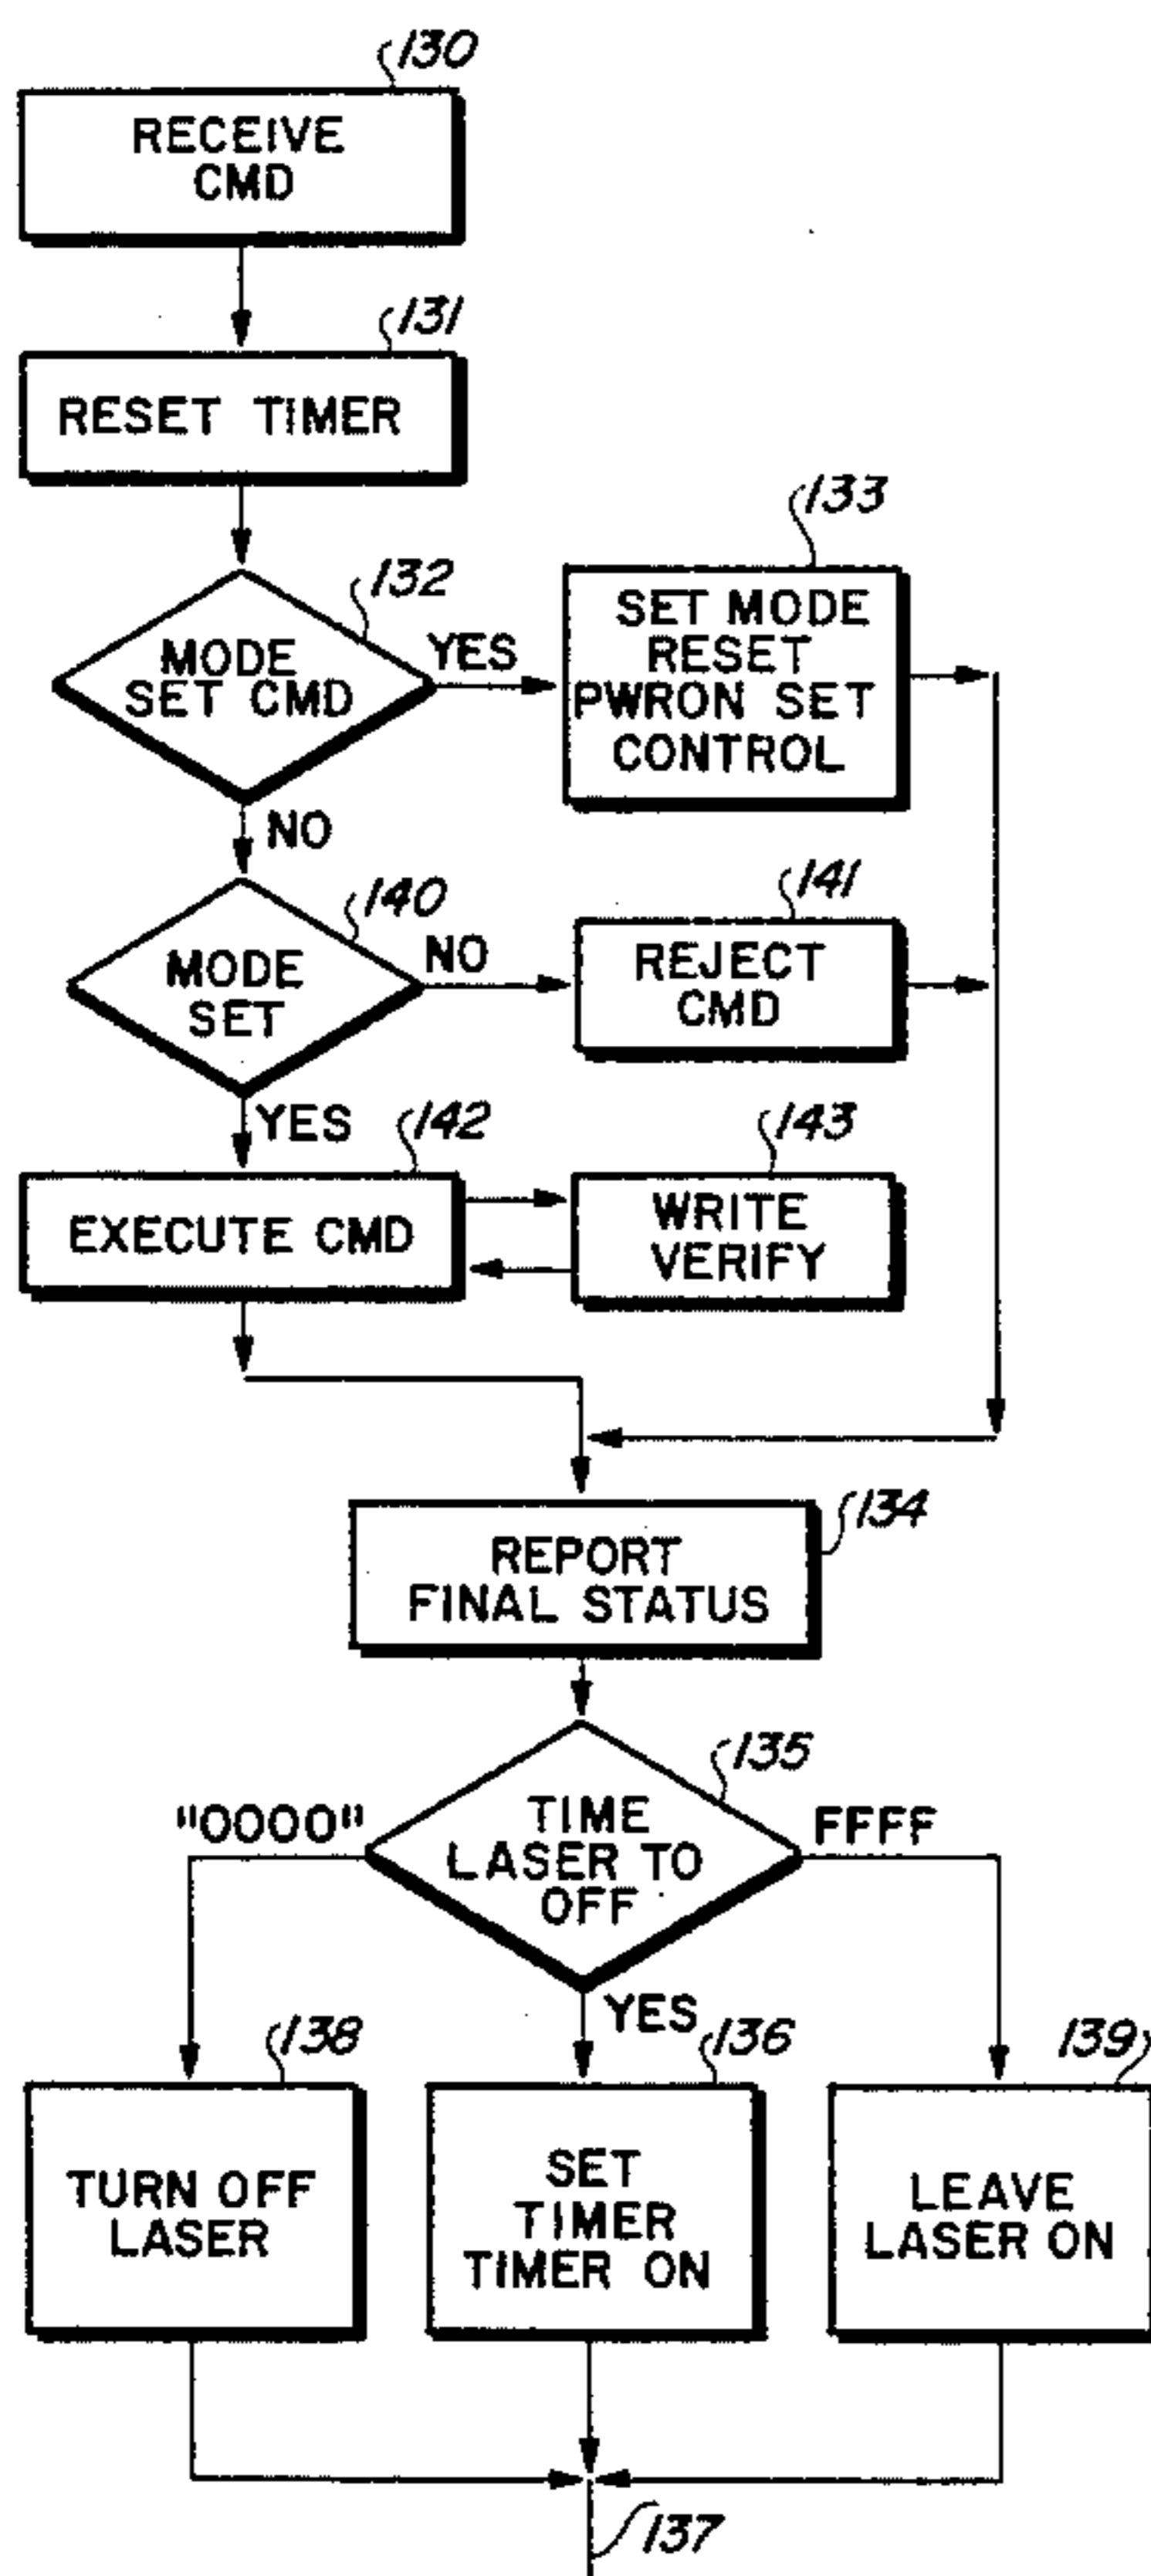 130
RECEIVE
CMD
131
RESET TIMER
132
MODE
SET CMD
YES
133
SET MODE
RESET
PWRON SET
CONTROL
NO
140
MODE
SET
NO
141
REJECT
CMD
YES
142
EXECUTE CMD
143
WRITE
VERIFY
134
REPORT
FINAL STATUS
135
TIME
LASER TO
OFF
"0000"
FFFF
YES
138
TURN OFF
LASER
136
SET
TIMER
TIMER ON
139
LEAVE
LASER ON
137